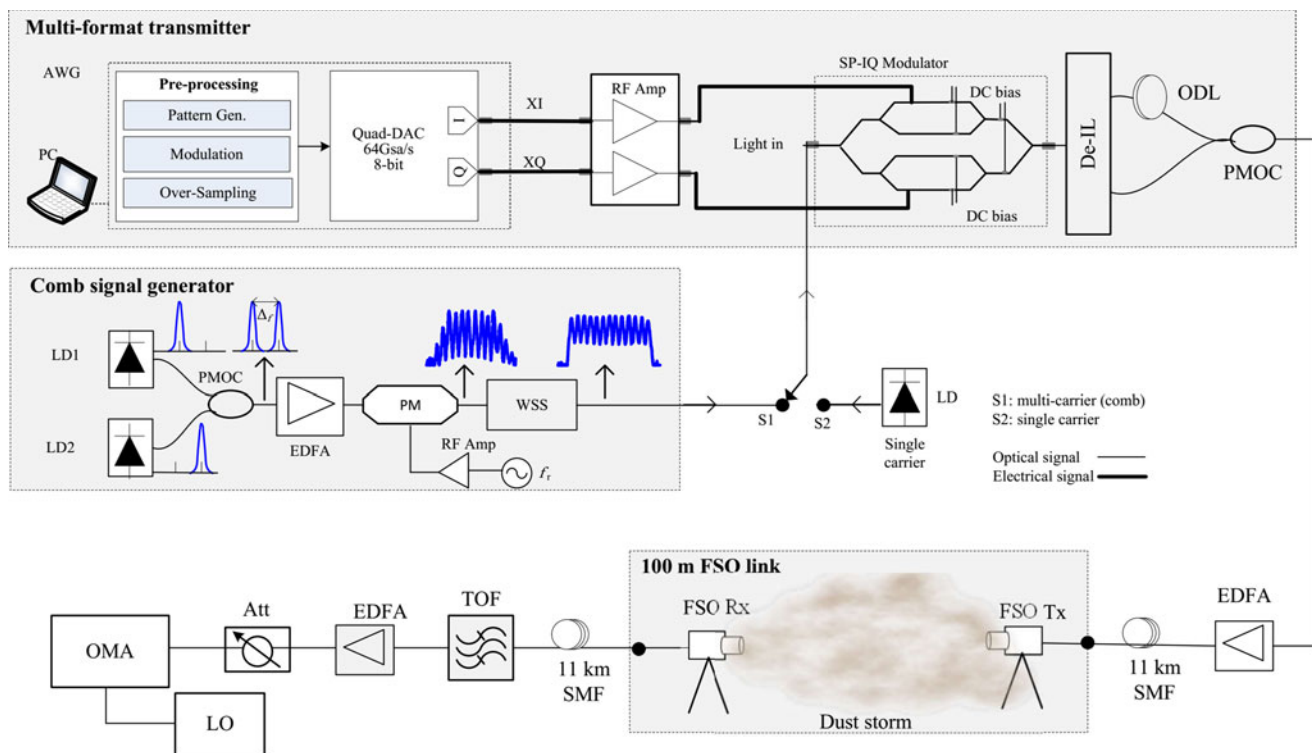 Multi-format transmitter
AWG
PC
Pre-processing
Pattern Gen.
Modulation
Over-Sampling
Quad-DAC
64Gsa/s
8-bit
I
Q
XI
XQ
RF Amp
SP-IQ Modulator
DC bias
Light in
DC bias
De-IL
ODL
PMOC
Comb signal generator
LD1
LD2
PMOC
Δf
EDFA
PM
WSS
RF Amp
fr
S1
S2
LD
Single
carrier
S1: multi-carrier (comb)
S2: single carrier
Optical signal
Electrical signal
100 m FSO link
OMA
LO
Att
EDFA
TOF
11 km
SMF
FSO Rx
FSO Tx
Dust storm
11 km
SMF
EDFA